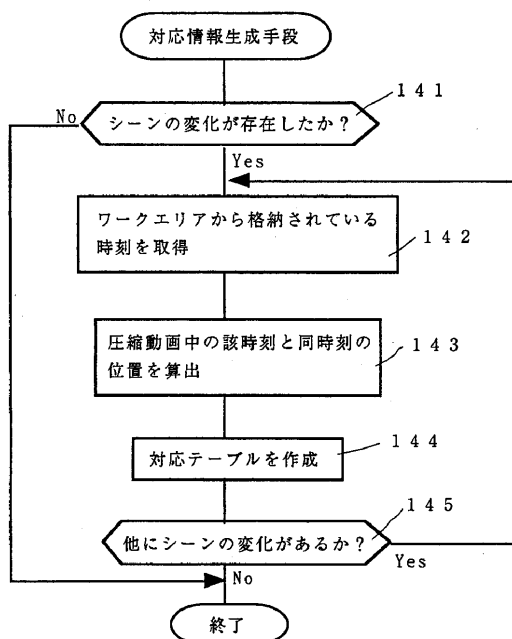 対応情報生成手段
141
No
シーンの変化が存在したか?
Yes
ワークエリアから格納されている
時刻を取得
142
圧縮動画中の該時刻と同時刻の
位置を算出
143
144
対応テーブルを作成
145
他にシーンの変化があるか?
Yes
No
終了